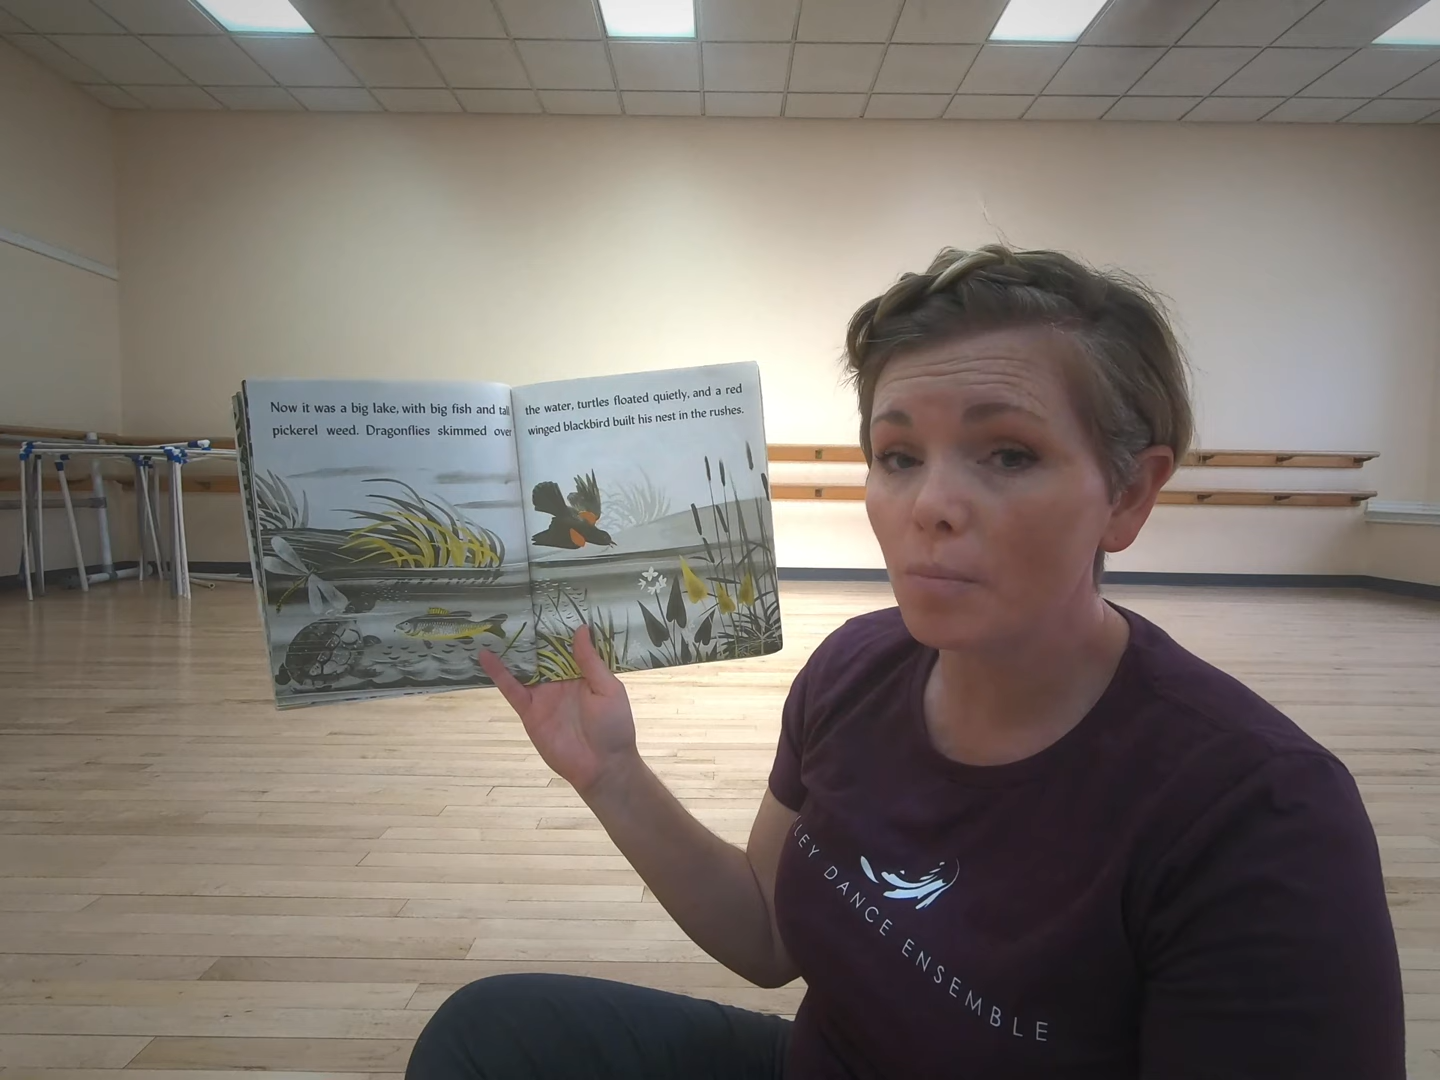 Now it was a big lake, with big fish and tall
pickerel weed. Dragonflies skimmed over
the water, turtles floated quietly, and a red
winged blackbird built his nest in the rushes.
DANCE ENSEMBLE